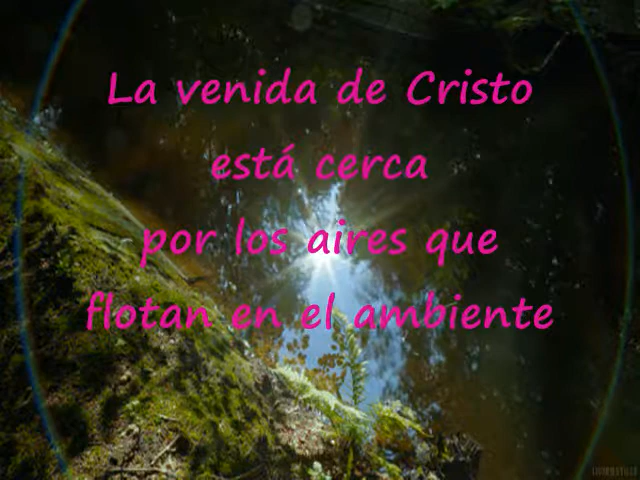 La venida de Cristo
está cerca
por los aires que
flotan en el ambiente